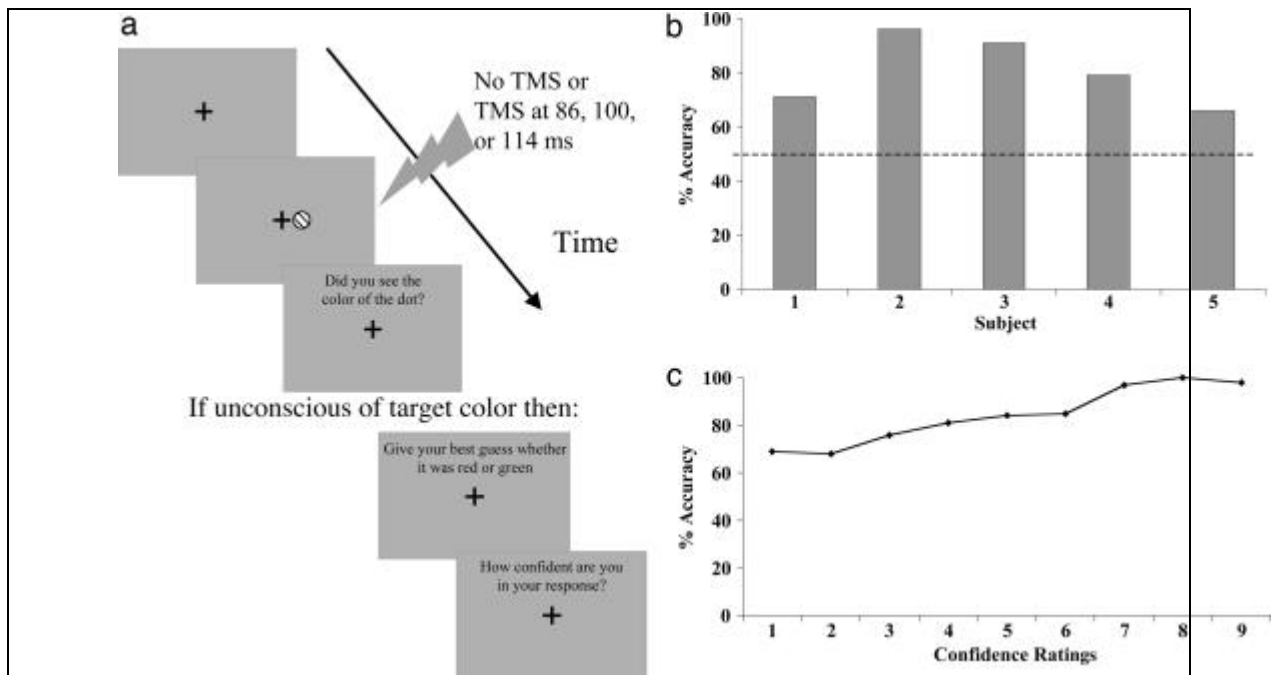 a
No TMS or
TMS at 86, 100,
or 114 ms
Time
Did you see the
color of the dot?
If unconscious of target color then:
Give your best guess whether
it was red or green
How confident are you
in your response?
b
% Accuracy
100
80
60
40
20
0
1 2 3 4 5
Subject
c
% Accuracy
100
80
60
40
20
0
1 2 3 4 5 6 7 8 9
Confidence Ratings